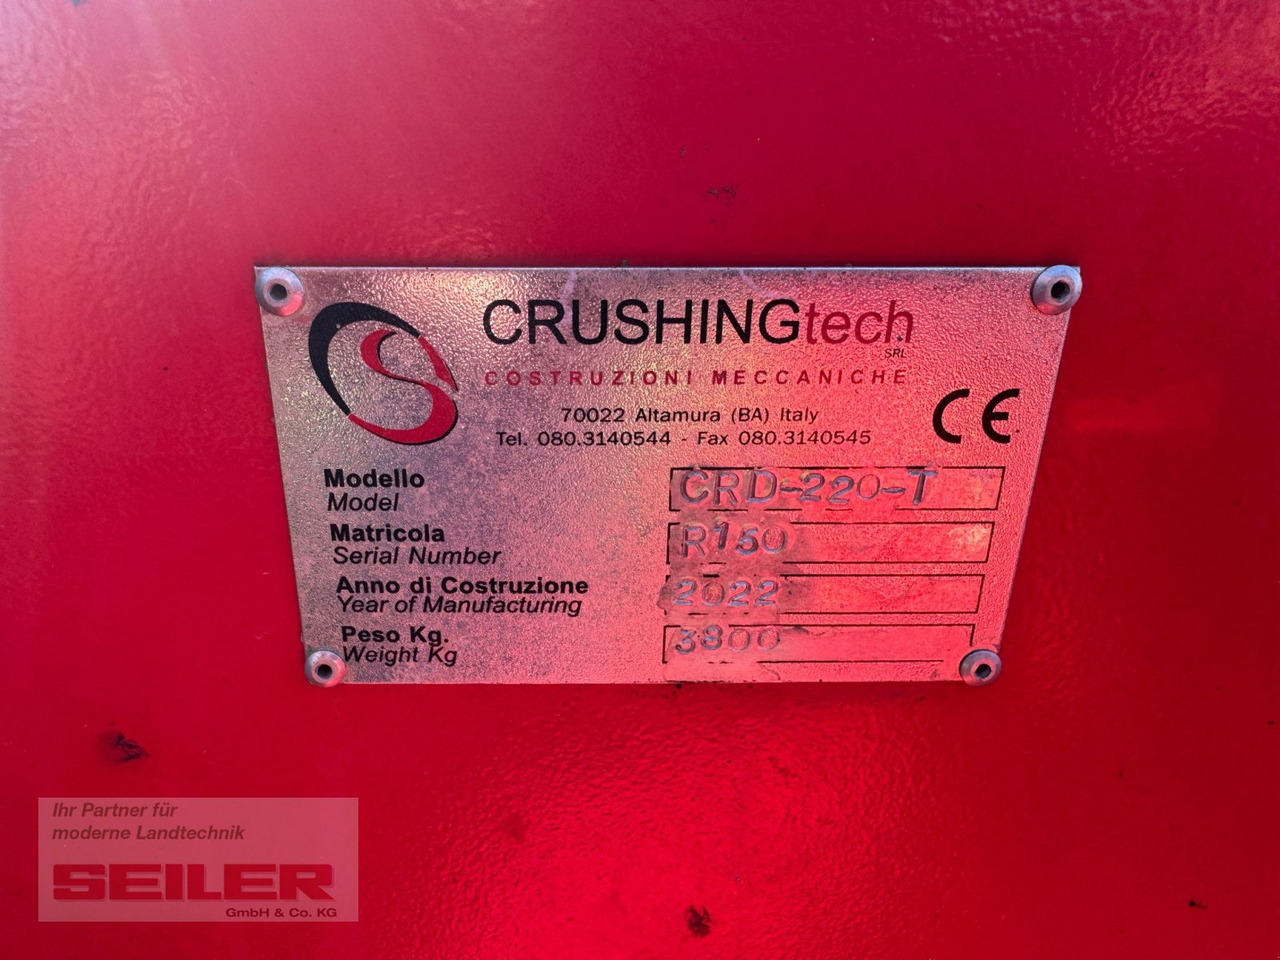 CRUSHINGtech
SRL
COSTRUZIONI MECCANICHE
70022 Altamura (BA) Italy
Tel. 080.3140544 - Fax 080.3140545
CE
Modello
Model
CRD-220-T
Matricola
Serial Number
R150
Anno di Costruzione
Year of Manufacturing
2022
Peso Kg.
Weight Kg
3800
Ihr Partner für
moderne Landtechnik
SEILER
GmbH & Co. KG